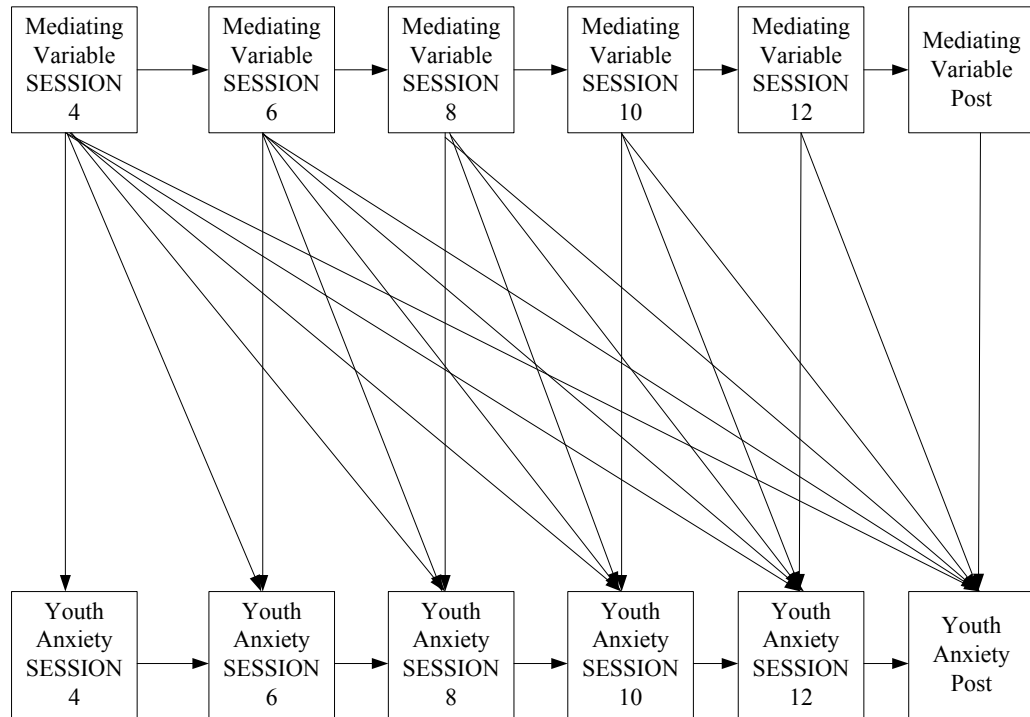 Mediating
Variable
SESSION
4
Mediating
Variable
SESSION
6
Mediating
Variable
SESSION
8
Mediating
Variable
SESSION
10
Mediating
Variable
SESSION
12
Mediating
Variable
Post
Youth
Anxiety
SESSION
4
Youth
Anxiety
SESSION
6
Youth
Anxiety
SESSION
8
Youth
Anxiety
SESSION
10
Youth
Anxiety
SESSION
12
Youth
Anxiety
Post